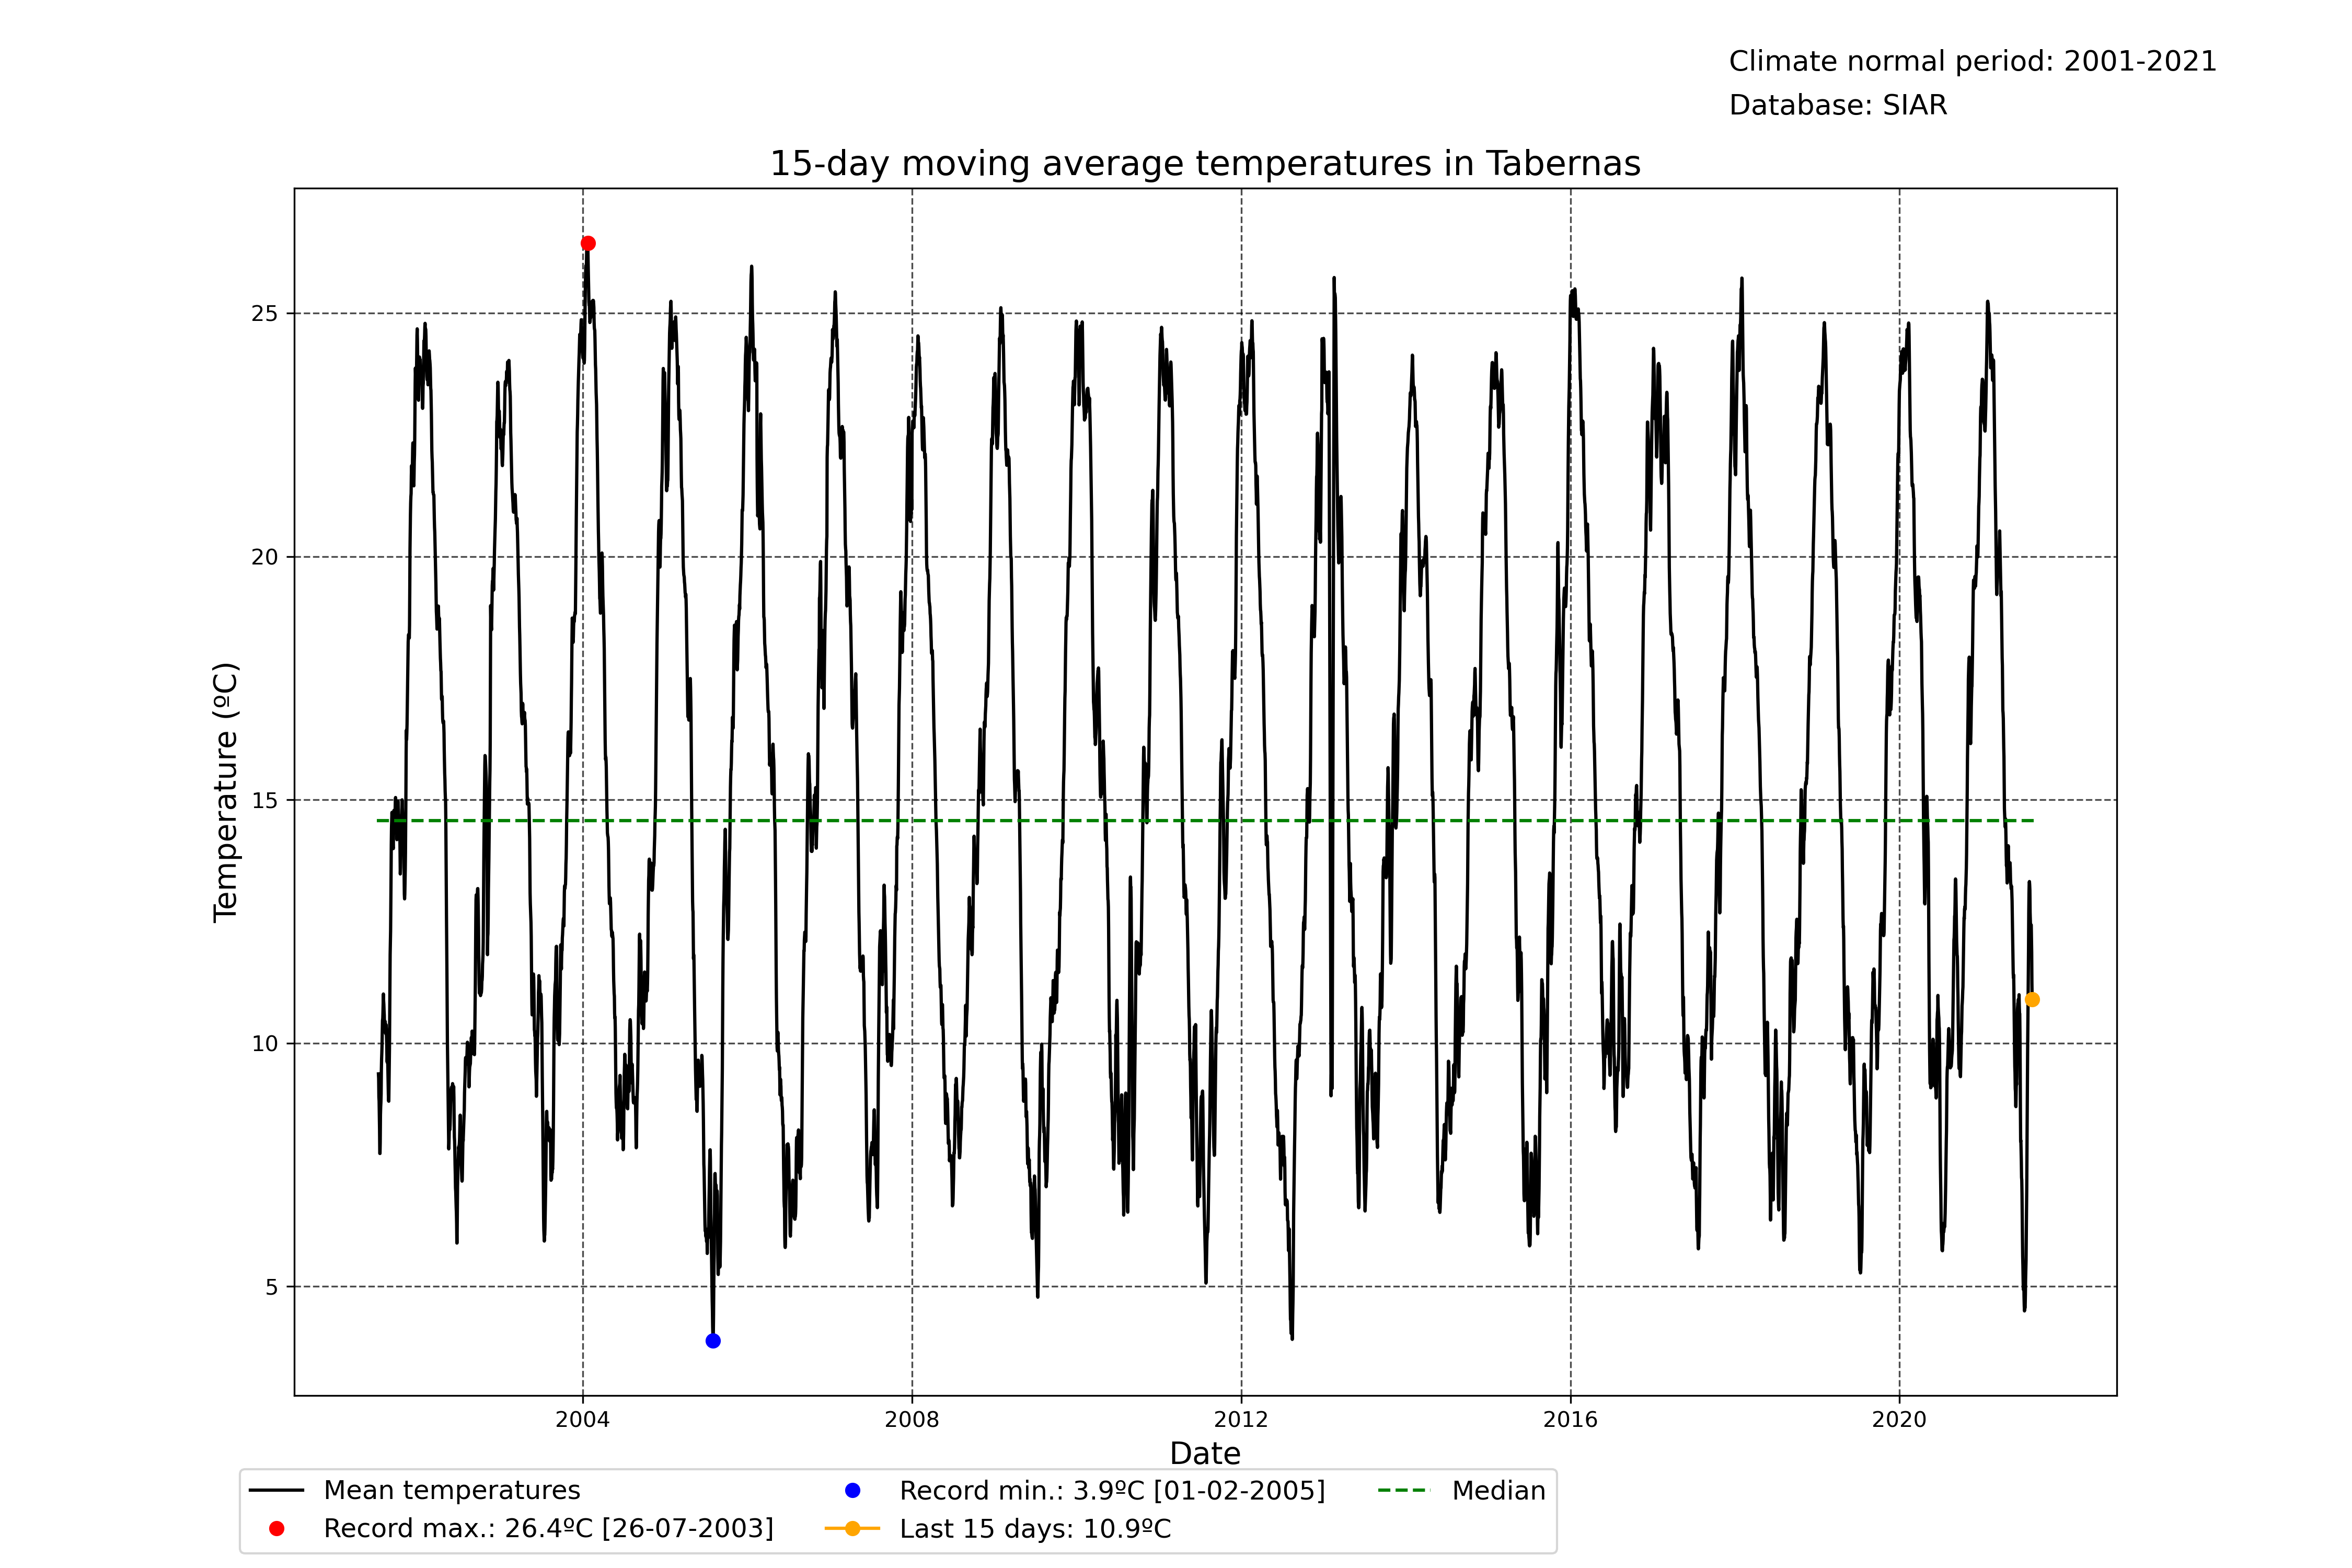 Climate normal period: 2001-2021
Database: SIAR
15-day moving average temperatures in Tabernas
25
20
15
10
5
Temperature (ºC)
2004 2008 2012 2016 2020
Date
Mean temperatures
Record max.: 26.4ºC [26-07-2003]
Record min.: 3.9ºC [01-02-2005]
Last 15 days: 10.9ºC
Median